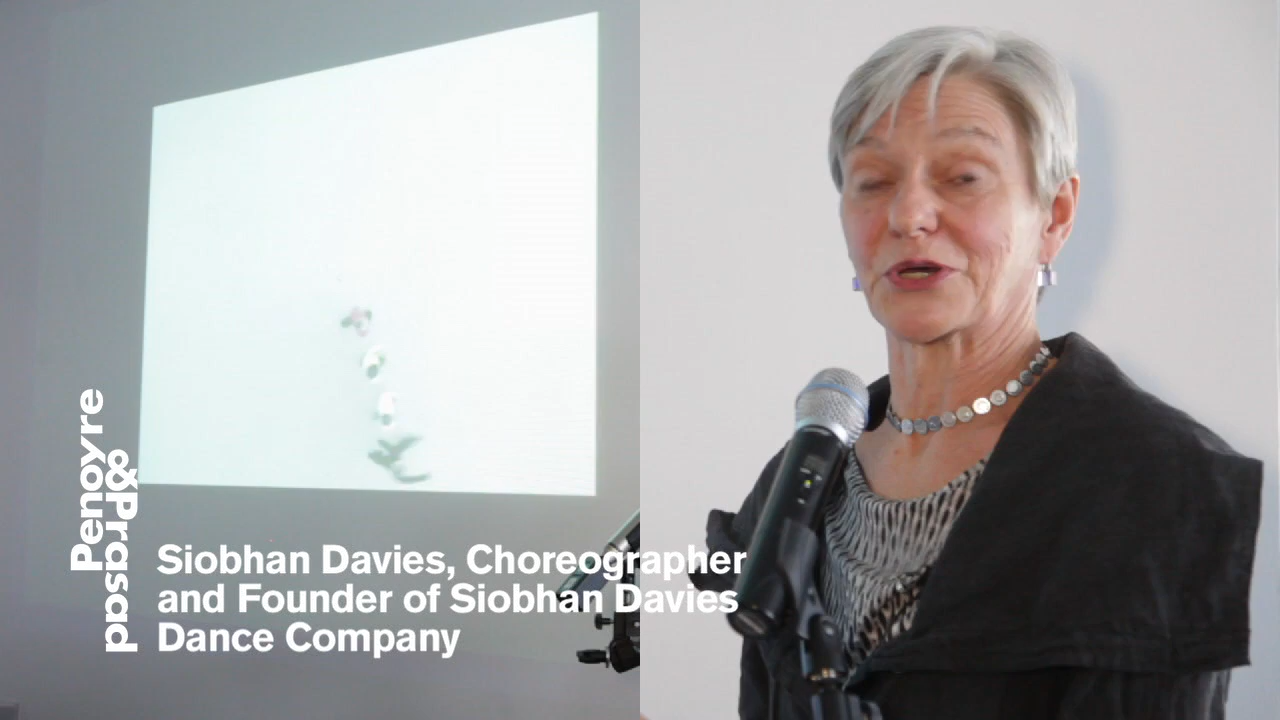 Penoyre
&Prasad
Siobhan Davies, Choreographer
and Founder of Siobhan Davies
Dance Company